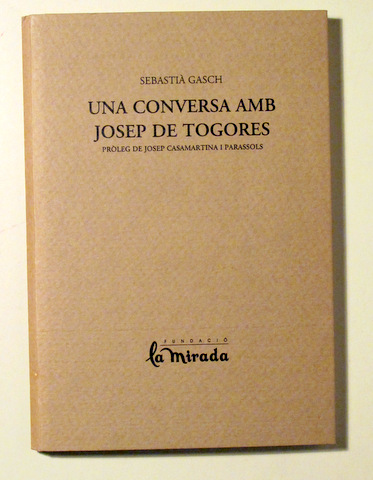 SEBASTIÀ GASCH
UNA CONVERSA AMB
JOSEP DE TOGORES
PRÒLEG DE JOSEP CASAMARTINA I PARASSOLS
FUNDACIÓ
la mirada